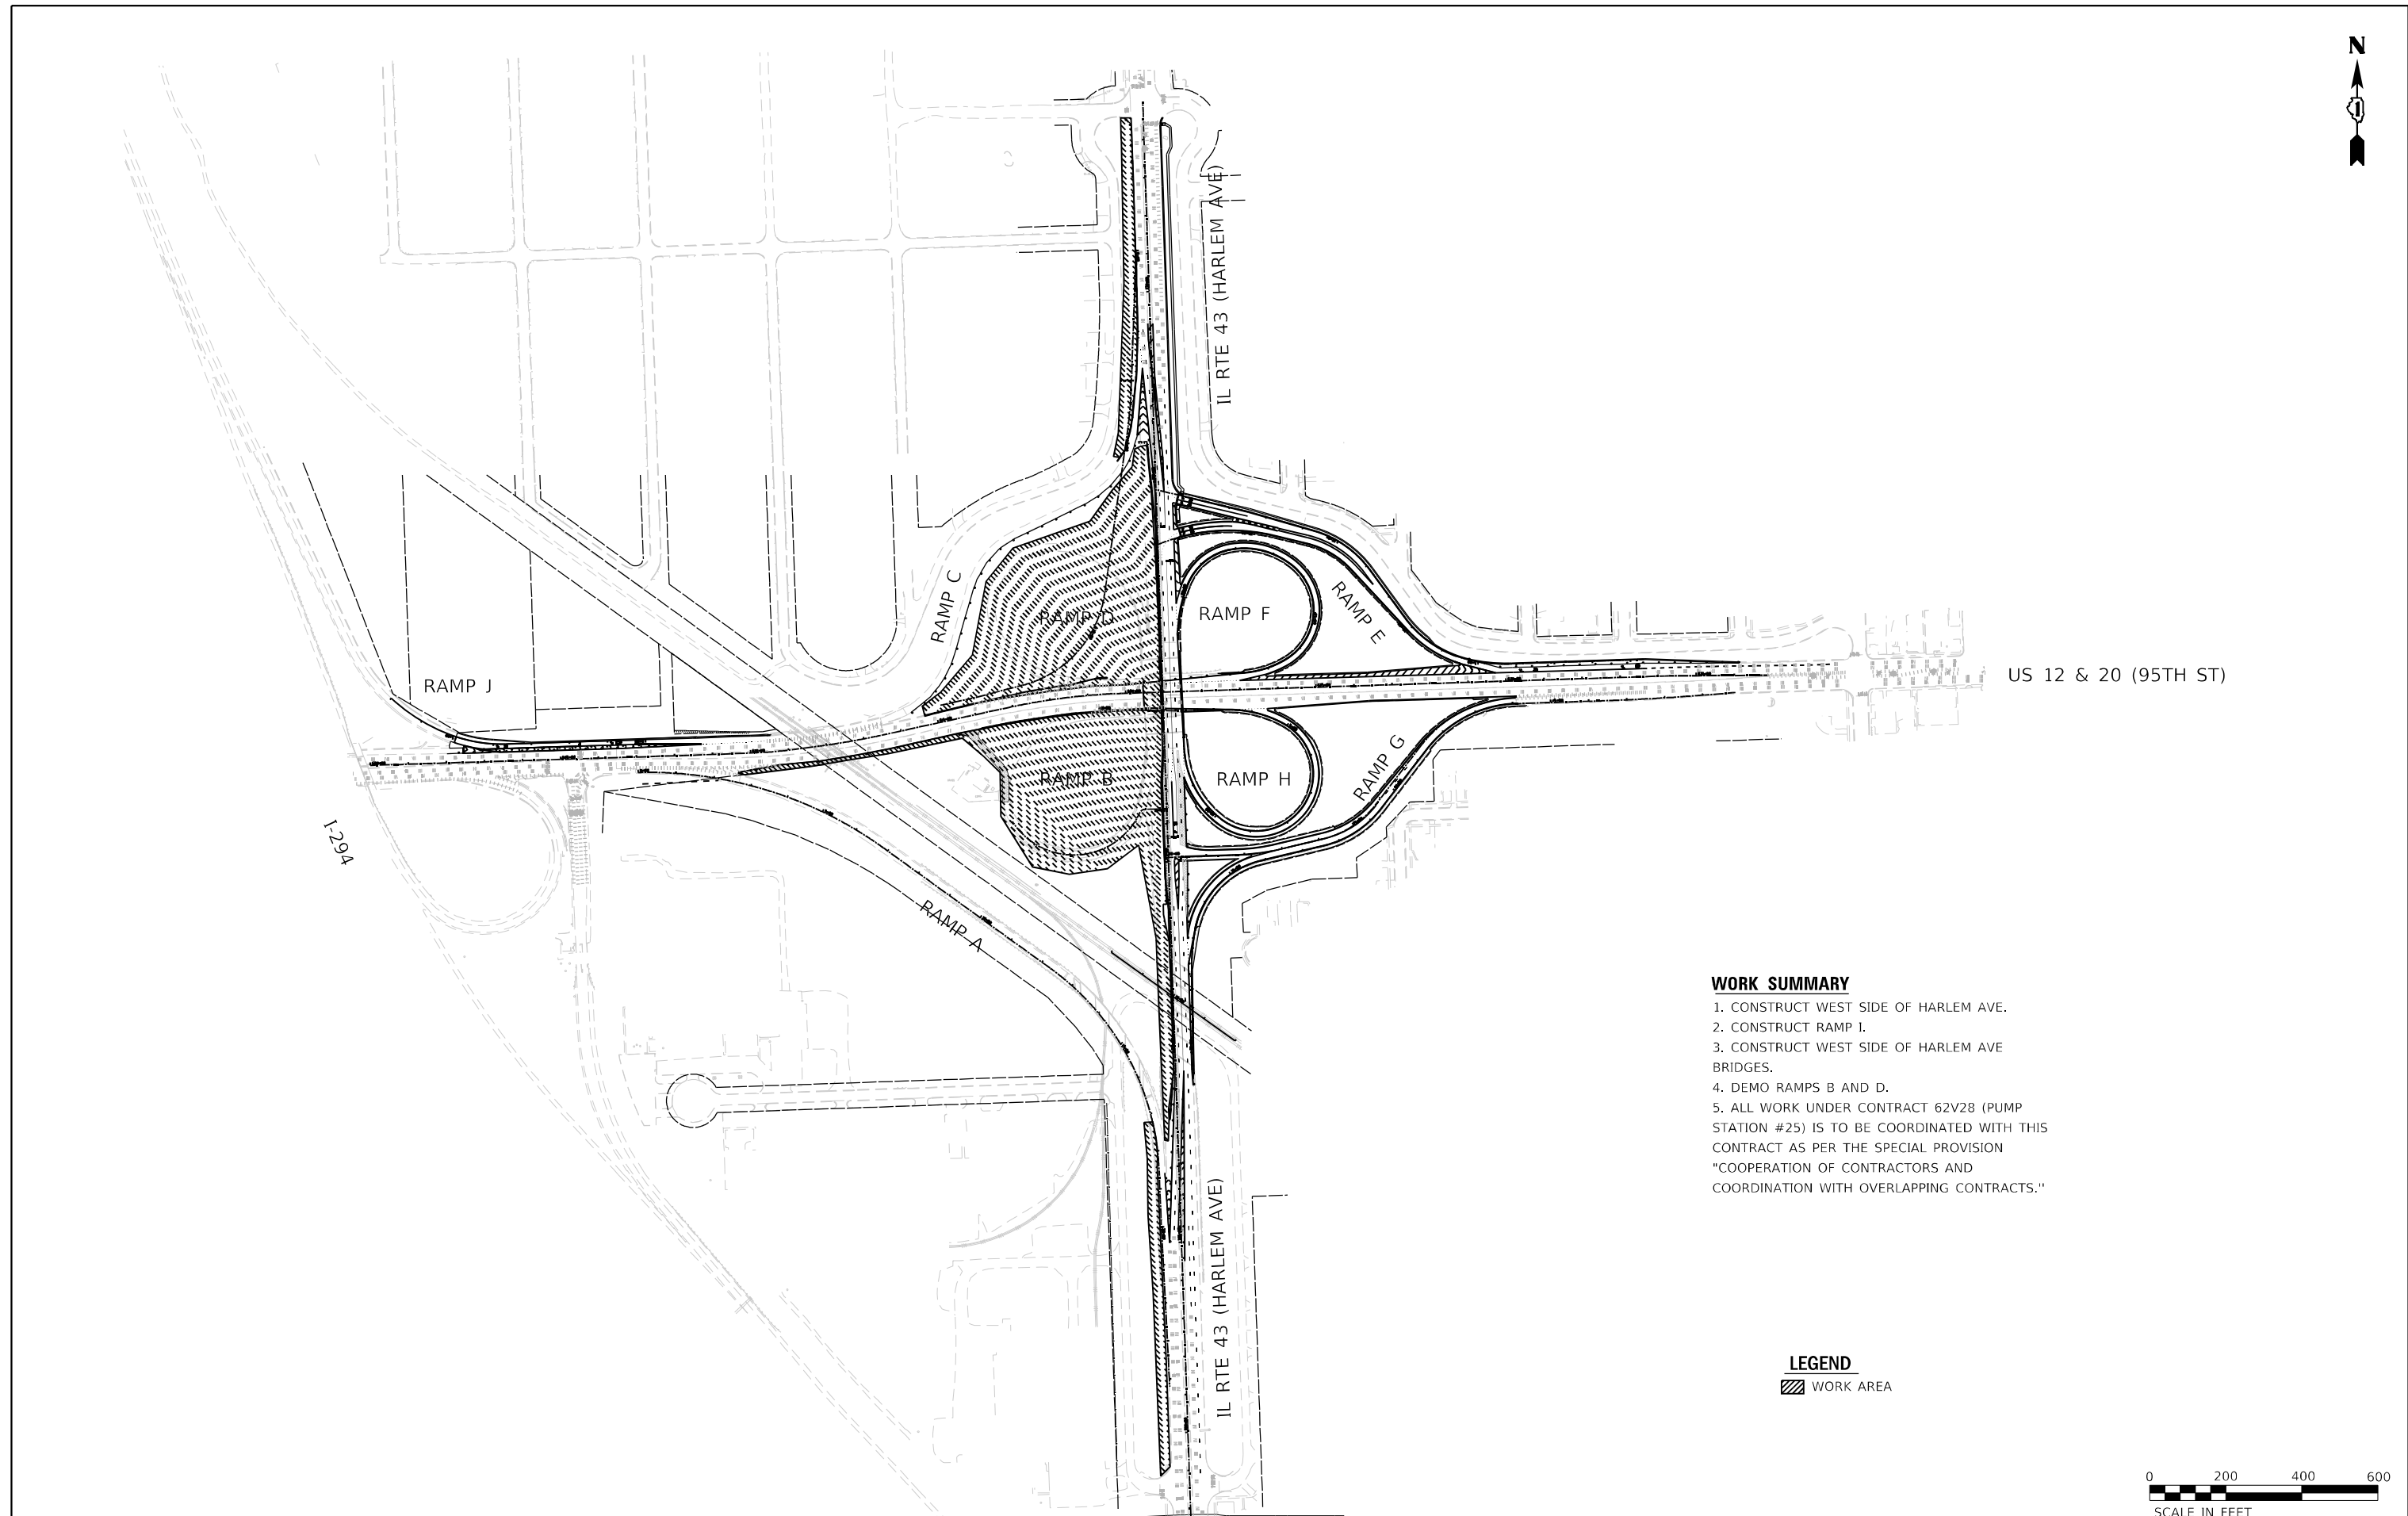 N
IL RTE 43 (HARLEM AVE)
RAMP C
RAMP D
RAMP F
RAMP E
RAMP J
US 12 & 20 (95TH ST)
RAMP B
RAMP H
RAMP G
I-294
RAMP A
WORK SUMMARY
1. CONSTRUCT WEST SIDE OF HARLEM AVE.
2. CONSTRUCT RAMP I.
3. CONSTRUCT WEST SIDE OF HARLEM AVE
BRIDGES.
4. DEMO RAMPS B AND D.
5. ALL WORK UNDER CONTRACT 62V28 (PUMP
STATION #25) IS TO BE COORDINATED WITH THIS
CONTRACT AS PER THE SPECIAL PROVISION
"COOPERATION OF CONTRACTORS AND
COORDINATION WITH OVERLAPPING CONTRACTS."
IL RTE 43 (HARLEM AVE)
LEGEND
WORK AREA
0 200 400 600
SCALE IN FEET